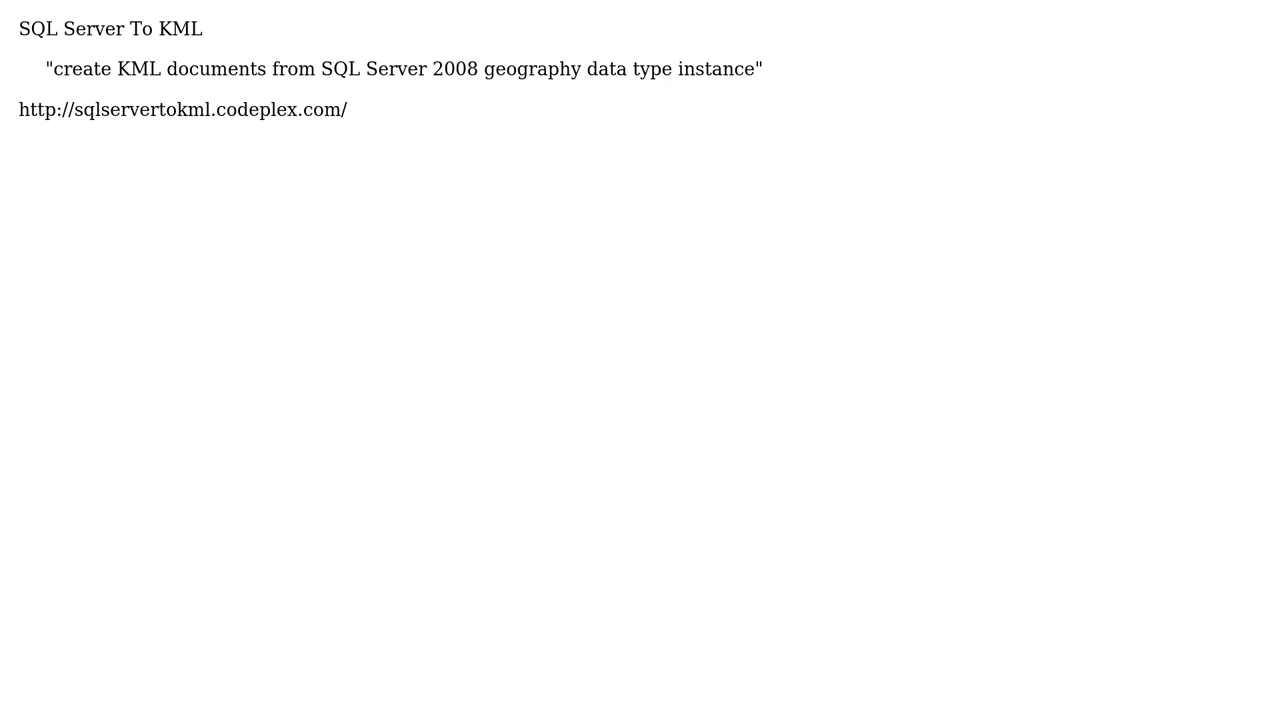 SQL Server To KML
"create KML documents from SQL Server 2008 geography data type instance"
http://sqlservertokml.codeplex.com/